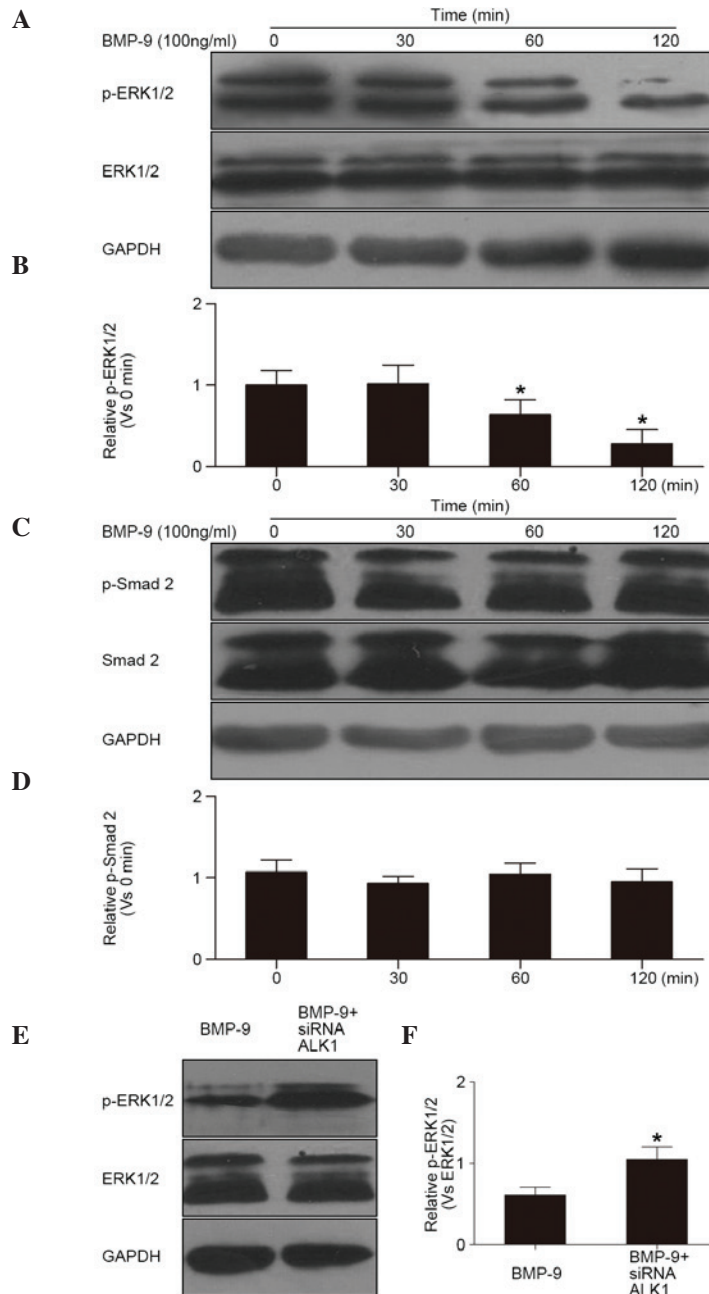 A
Time (min)
BMP-9 (100ng/ml) 0 30 60 120
p-ERK1/2
ERK1/2
GAPDH
B
Relative p-ERK1/2
(Vs 0 min)
2
1
0
* *
0 30 60 120 (min)
C
Time (min)
BMP-9 (100ng/ml) 0 30 60 120
p-Smad 2
Smad 2
GAPDH
D
Relative p-Smad 2
(Vs 0 min)
2
1
0
0 30 60 120 (min)
E
BMP-9
BMP-9+
siRNA
ALK1
p-ERK1/2
ERK1/2
GAPDH
F
Relative p-ERK1/2
(Vs ERK1/2)
2
1
0
*
BMP-9
BMP-9+
siRNA
ALK1